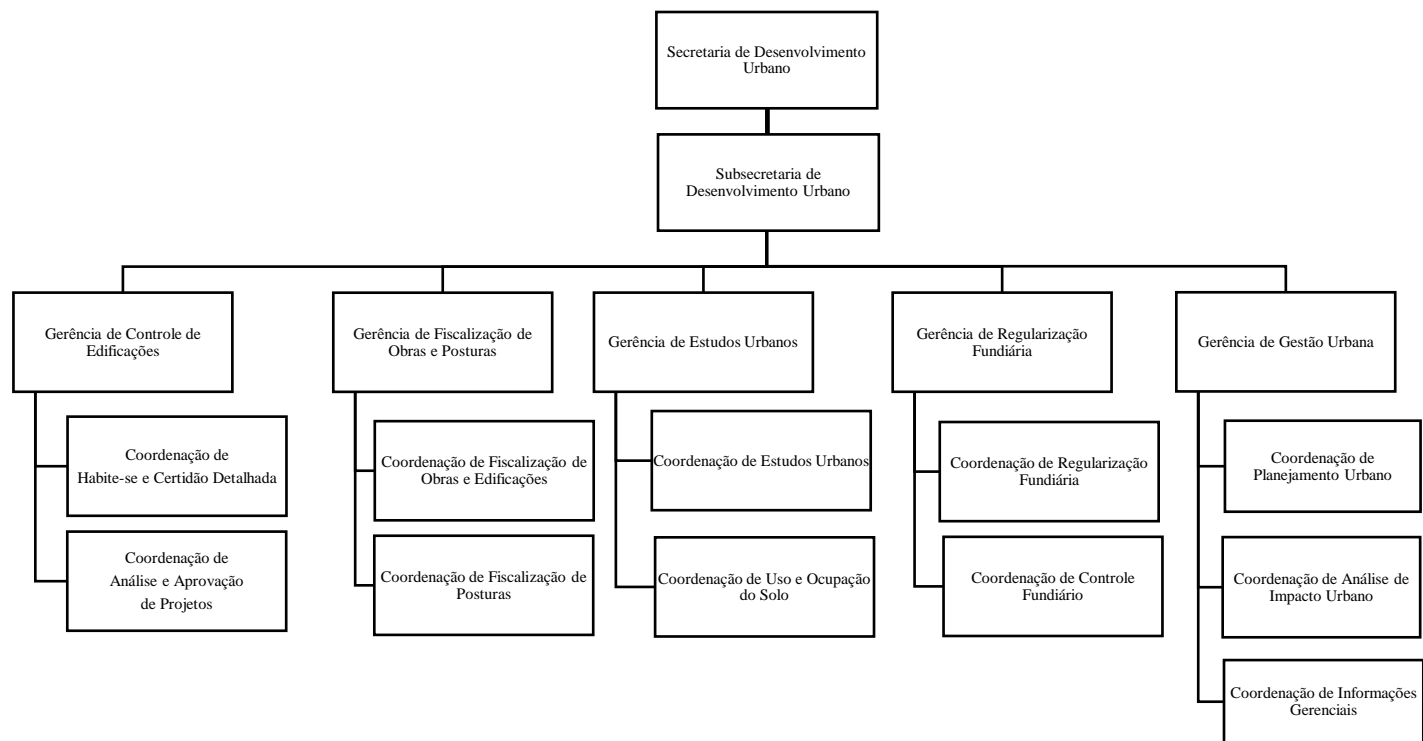 Secretaria de Desenvolvimento
Urbano
Subsecretaria de
Desenvolvimento Urbano
Gerência de Controle de
Edificações
Gerência de Fiscalização de
Obras e Posturas
Gerência de Estudos Urbanos
Gerência de Regularização
Fundiária
Gerência de Gestão Urbana
Coordenação de
Habite-se e Certidão Detalhada
Coordenação de
Análise e Aprovação
de Projetos
Coordenação de Fiscalização de
Obras e Edificações
Coordenação de Fiscalização de
Posturas
Coordenação de Estudos Urbanos
Coordenação de Uso e Ocupação
do Solo
Coordenação de Regularização
Fundiária
Coordenação de Controle
Fundiário
Coordenação de
Planejamento Urbano
Coordenação de Análise de
Impacto Urbano
Coordenação de Informações
Gerenciais